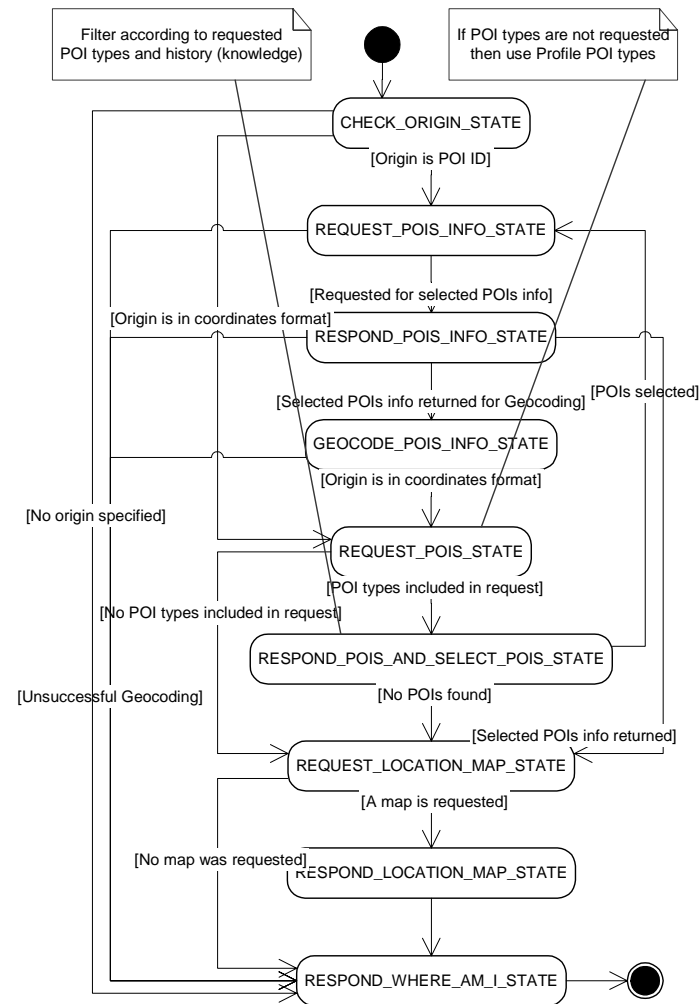 Filter according to requested
POI types and history (knowledge)
If POI types are not requested
then use Profile POI types
CHECK_ORIGIN_STATE
[Origin is POI ID]
REQUEST_POIS_INFO_STATE
[Requested for selected POIs info]
[Origin is in coordinates format]
RESPOND_POIS_INFO_STATE
[POIs selected]
[Selected POIs info returned for Geocoding]
GEOCODE_POIS_INFO_STATE
[Origin is in coordinates format]
[No origin specified]
REQUEST_POIS_STATE
[POI types included in request]
[No POI types included in request]
RESPOND_POIS_AND_SELECT_POIS_STATE
[Unsuccessful Geocoding]
[No POIs found]
[Selected POIs info returned]
REQUEST_LOCATION_MAP_STATE
[A map is requested]
[No map was requested]
RESPOND_LOCATION_MAP_STATE
RESPOND_WHERE_AM_I_STATE